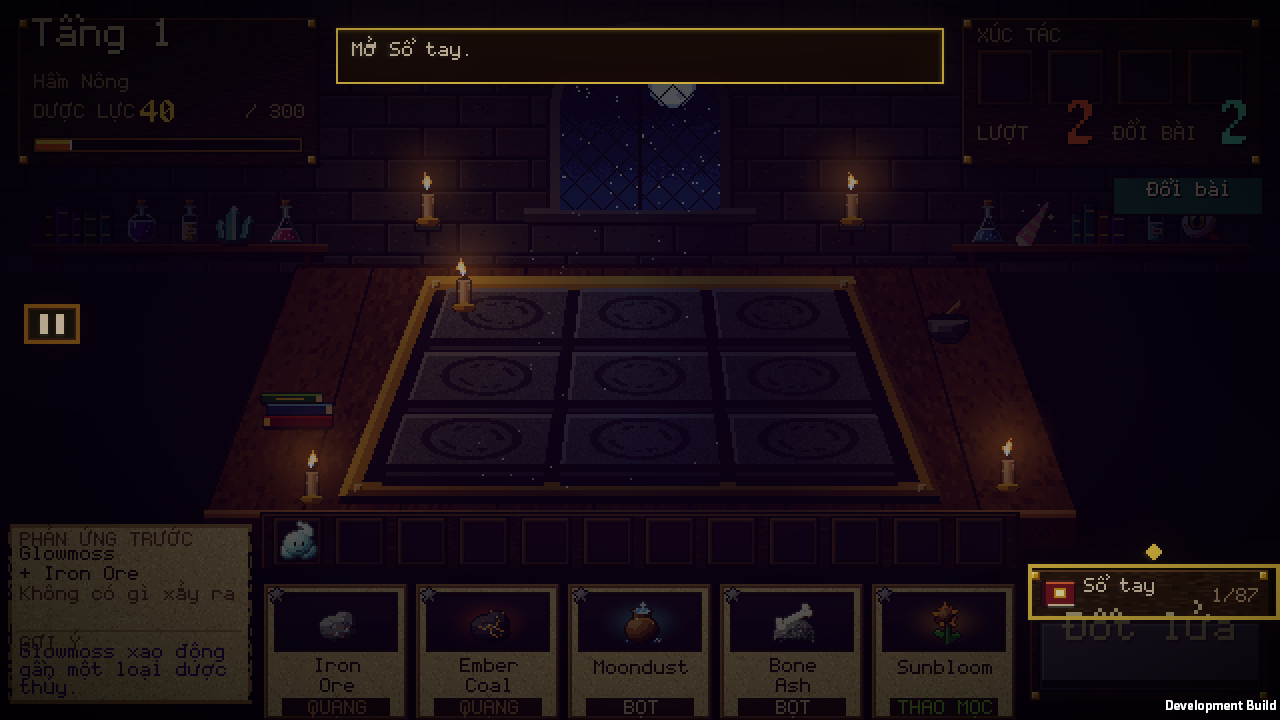 Tầng 1
Hầm Nông
DƯỢC LỰC 40 / 300
Mở Sổ tay.
XÚC TÁC
LƯỢT 2 ĐỔI BÀI 2
Đổi bài
PHẢN ỨNG TRƯỚC
Glowmoss
+ Iron Ore
Không có gì xảy ra
GỢI Ý
Glowmoss xao động
gần một loại dược
thủy.
Iron
Ore
QUẶNG
Ember
Coal
QUẶNG
Moondust
BỘT
Bone
Ash
BỘT
Sunbloom
THẢO MỘC
Sổ tay 1/87
Đốt lửa
Development Build